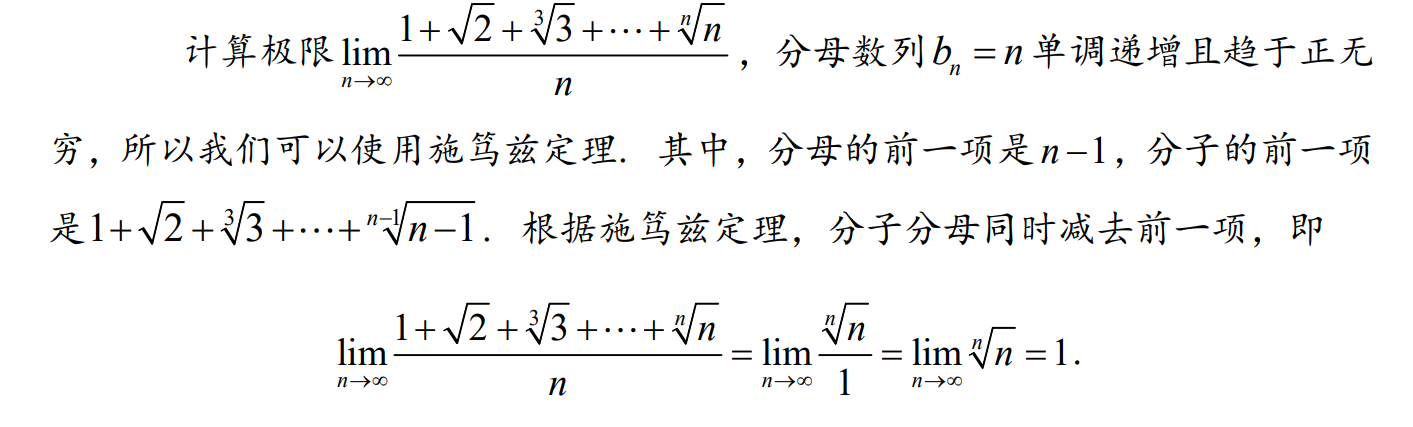 计算极限 $\lim_{n\to\infty}\frac{1+\sqrt{2}+\sqrt[3]{3}+\cdots+\sqrt[n]{n}}{n}$，分母数列 $b_n=n$ 单调递增且趋于正无
穷，所以我们可以使用施笃兹定理. 其中，分母的前一项是 $n-1$，分子的前一项
是 $1+\sqrt{2}+\sqrt[3]{3}+\cdots+\sqrt[n-1]{n-1}$. 根据施笃兹定理，分子分母同时减去前一项，即
$\lim_{n\to\infty}\frac{1+\sqrt{2}+\sqrt[3]{3}+\cdots+\sqrt[n]{n}}{n}=\lim_{n\to\infty}\frac{\sqrt[n]{n}}{1}=\lim_{n\to\infty}\sqrt[n]{n}=1.$